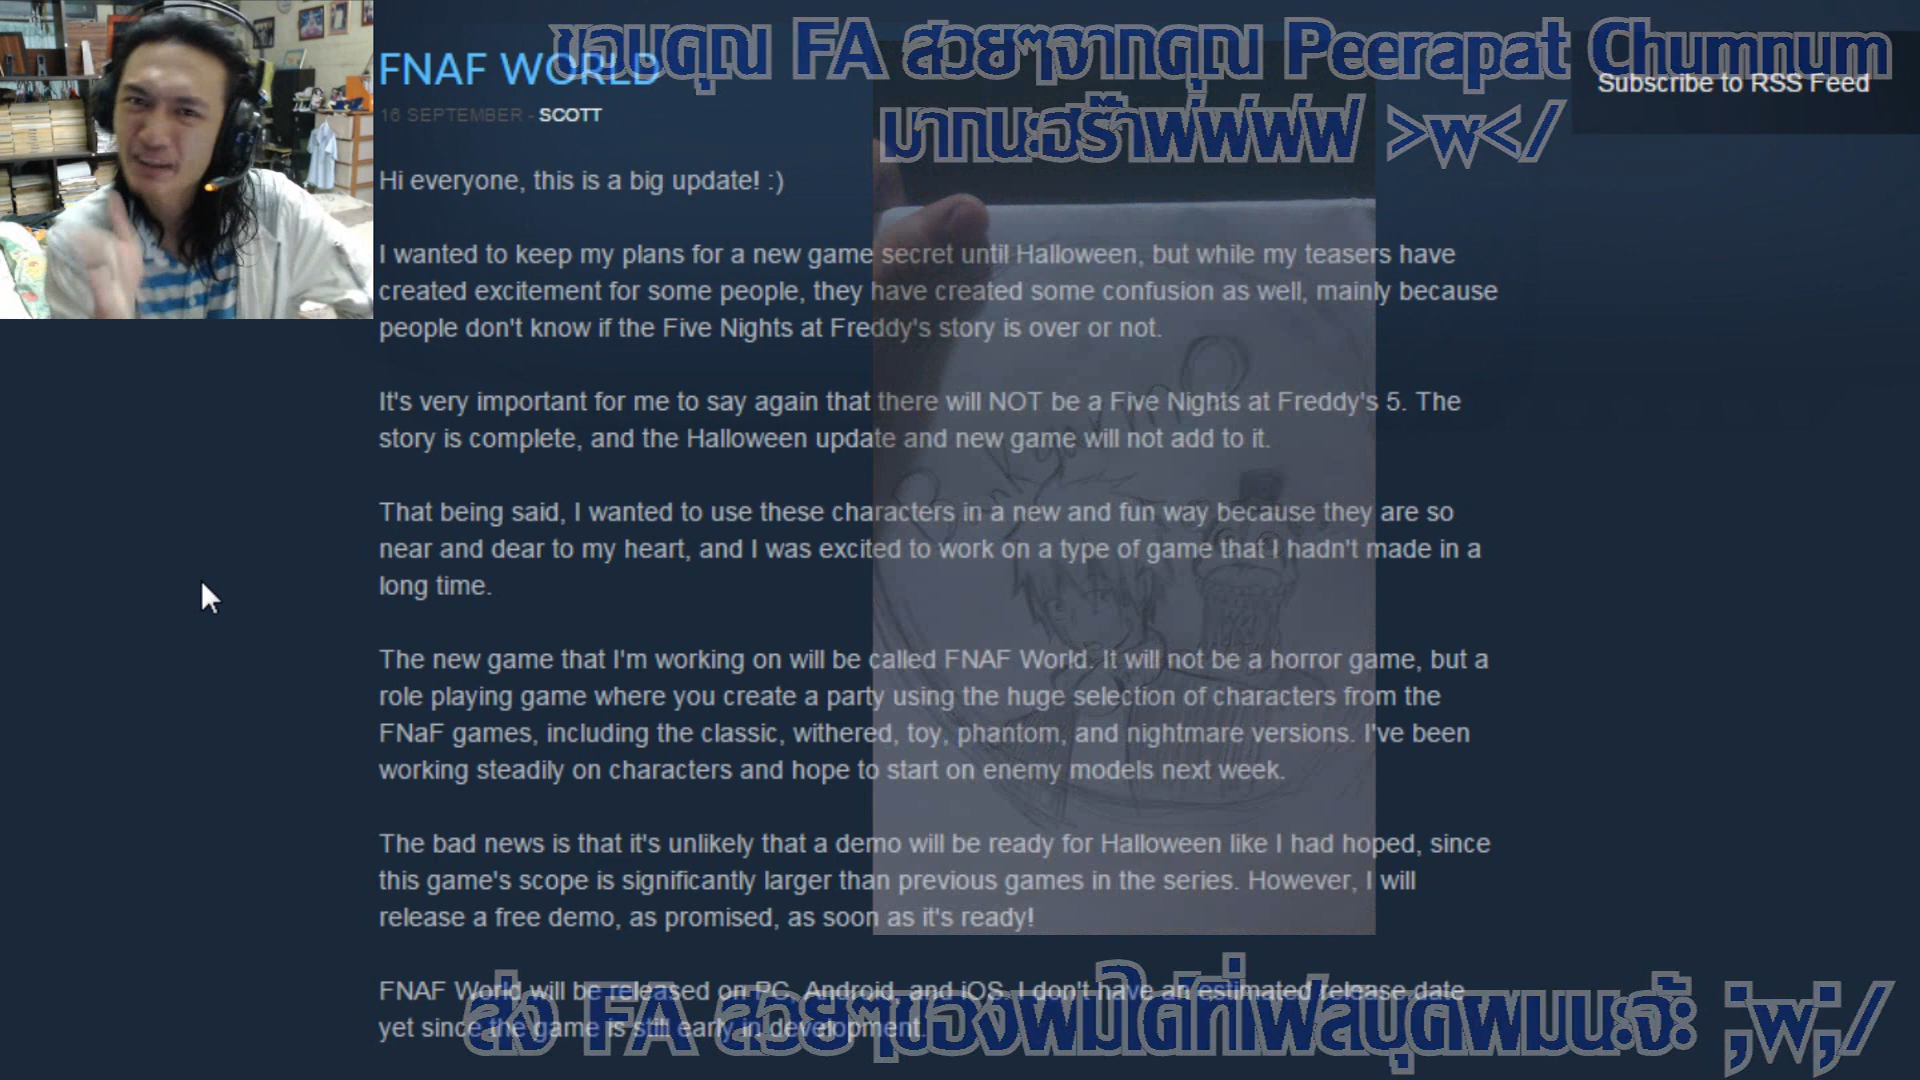 ขอบคุณ FA สวยๆจากคุณ Peerapat Chumnum
มากนะฮร๊าฟฟฟฟ >w</
FNAF WORLD
Subscribe to RSS Feed
16 SEPTEMBER - SCOTT
Hi everyone, this is a big update! :)
I wanted to keep my plans for a new game secret until Halloween, but while my teasers have
created excitement for some people, they have created some confusion as well, mainly because
people don't know if the Five Nights at Freddy's story is over or not.
It's very important for me to say again that there will NOT be a Five Nights at Freddy's 5. The
story is complete, and the Halloween update and new game will not add to it.
That being said, I wanted to use these characters in a new and fun way because they are so
near and dear to my heart, and I was excited to work on a type of game that I hadn't made in a
long time.
The new game that I'm working on will be called FNAF World. It will not be a horror game, but a
role playing game where you create a party using the huge selection of characters from the
FNaF games, including the classic, withered, toy, phantom, and nightmare versions. I've been
working steadily on characters and hope to start on enemy models next week.
The bad news is that it's unlikely that a demo will be ready for Halloween like I had hoped, since
this game's scope is significantly larger than previous games in the series. However, I will
release a free demo, as promised, as soon as it's ready!
FNAF World will be released on PC, Android, and iOS. I don't have an estimated release date
yet since the game is still early in development.
ส่ง FA สวยๆของพมได้ที่เฟสบุคพมนะจ้ะ ;w;/